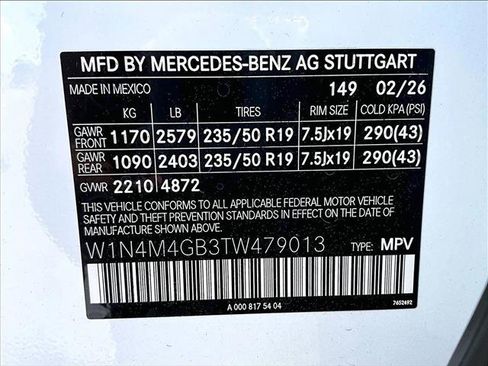 MFD BY MERCEDES-BENZ AG STUTTGART
MADE IN MEXICO 149 02/26
KG LB TIRES RIM SIZE COLD KPA(PSI)
GAWR FRONT 1170 2579 235/50 R19 7.5Jx19 290(43)
GAWR REAR 1090 2403 235/50 R19 7.5Jx19 290(43)
GVWR 2210 4872
THIS VEHICLE CONFORMS TO ALL APPLICABLE FEDERAL MOTOR VEHICLE
SAFETY AND THEFT PREVENTION STANDARDS IN EFFECT ON THE DATE OF
MANUFACTURE SHOWN ABOVE.
W1N4M4GB3TW479013 TYPE: MPV
A 000 817 54 04
7652692